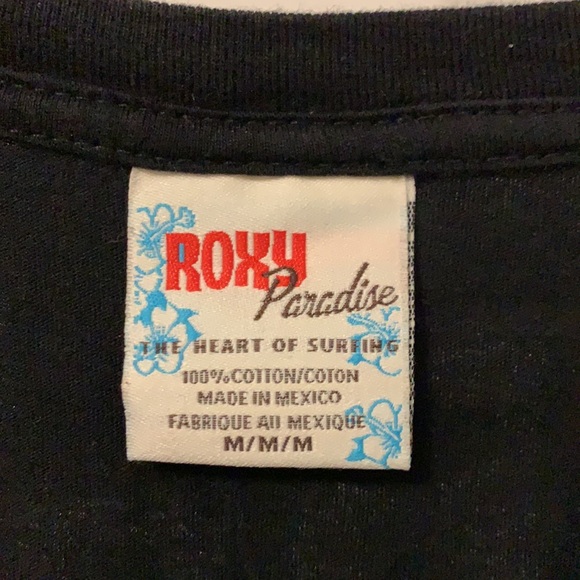 ROXY
Paradise
THE HEART OF SURFING
100% COTTON/COTON
MADE IN MEXICO
FABRIQUE AU MEXIQUE
M/M/M